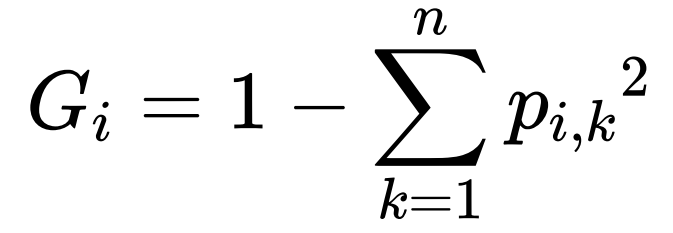 $G_i = 1 - \sum_{k=1}^{n} {p_{i,k}}^2$